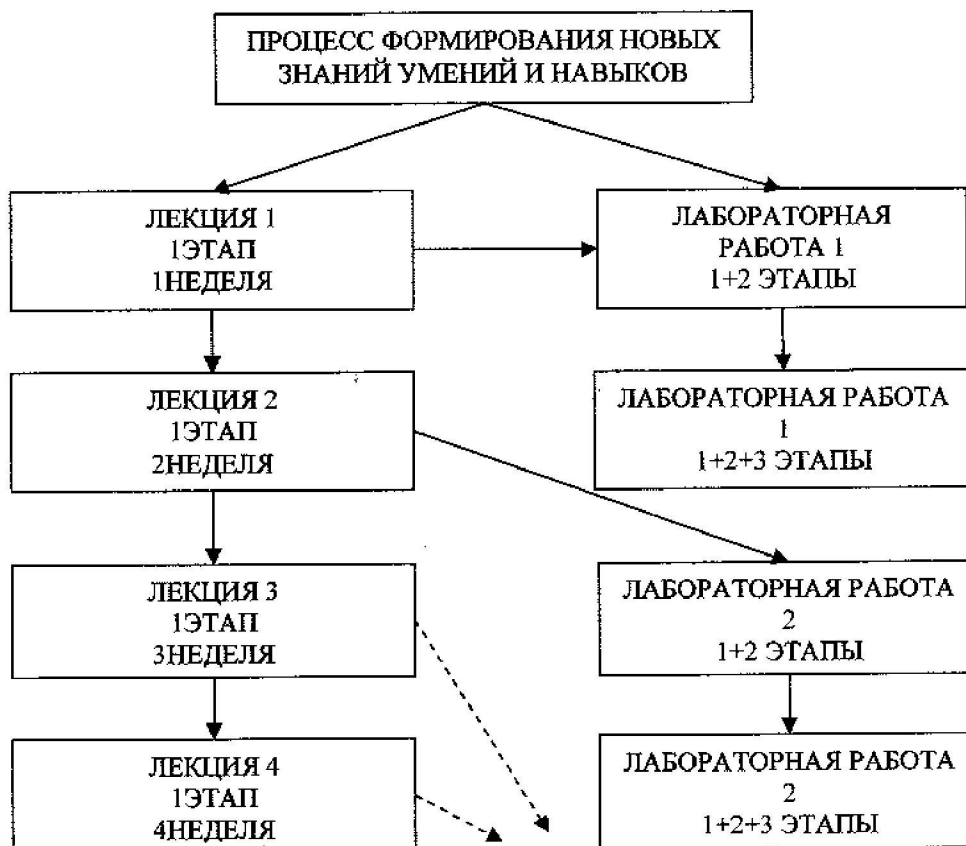 ПРОЦЕСС ФОРМИРОВАНИЯ НОВЫХ
ЗНАНИЙ УМЕНИЙ И НАВЫКОВ
ЛЕКЦИЯ 1
1ЭТАП
1НЕДЕЛЯ
ЛАБОРАТОРНАЯ
РАБОТА 1
1+2 ЭТАПЫ
ЛЕКЦИЯ 2
1ЭТАП
2НЕДЕЛЯ
ЛАБОРАТОРНАЯ РАБОТА
1
1+2+3 ЭТАПЫ
ЛЕКЦИЯ 3
1ЭТАП
3НЕДЕЛЯ
ЛАБОРАТОРНАЯ РАБОТА
2
1+2 ЭТАПЫ
ЛЕКЦИЯ 4
1ЭТАП
4НЕДЕЛЯ
ЛАБОРАТОРНАЯ РАБОТА
2
1+2+3 ЭТАПЫ